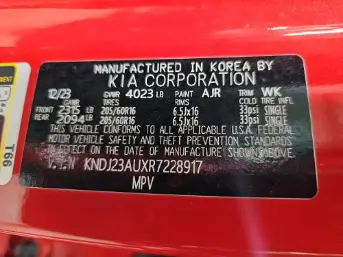 MANUFACTURED IN KOREA BY
KIA CORPORATION
12/23 GVWR 4023 LB PAINT AJR TRIM WK
GAWR TIRES RIMS COLD TIRE
FRONT 2315 LB 205/60R16 6.5Jx16 33psi SINGLE
REAR 2094 LB 205/60R16 6.5Jx16 33psi SINGLE
THIS VEHICLE CONFORMS TO ALL APPLICABLE U.S.A. FEDERAL
MOTOR VEHICLE SAFETY AND THEFT PREVENTION STANDARDS
IN EFFECT ON THE DATE OF MANUFACTURE SHOWN ABOVE.
KNDJ23AUXR7228917
MPV
T66